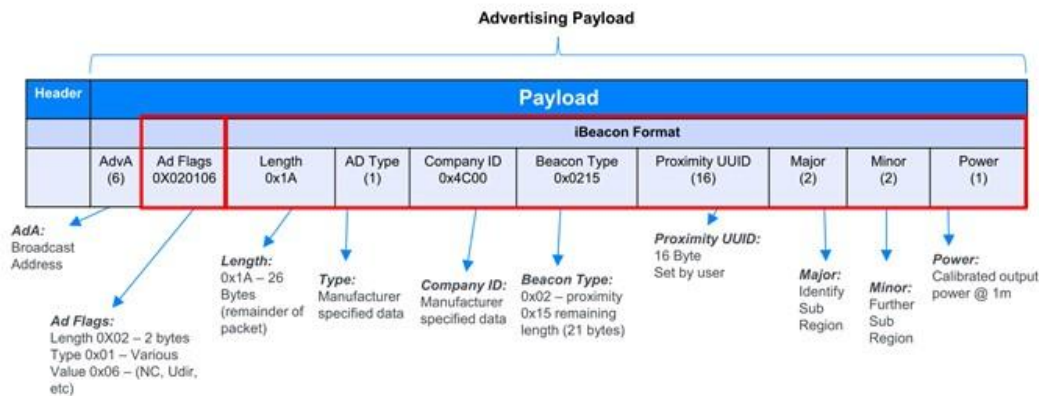 Advertising Payload
Header
Payload
iBeacon Format
AdvA
(6)
Ad Flags
0X020106
Length
0x1A
AD Type
(1)
Company ID
0x4C00
Beacon Type
0x0215
Proximity UUID
(16)
Major
(2)
Minor
(2)
Power
(1)
AdA:
Broadcast
Address
Ad Flags:
Length 0X02 – 2 bytes
Type 0x01 – Various
Value 0x06 – (NC, Udir,
etc)
Length:
0x1A – 26
Bytes
(remainder of
packet)
Type:
Manufacturer
specified data
Company ID:
Manufacturer
specified data
Beacon Type:
0x02 – proximity
0x15 remaining
length (21 bytes)
Proximity UUID:
16 Byte
Set by user
Major:
Identify
Sub
Region
Minor:
Further
Sub
Region
Power:
Calibrated output
power @ 1m